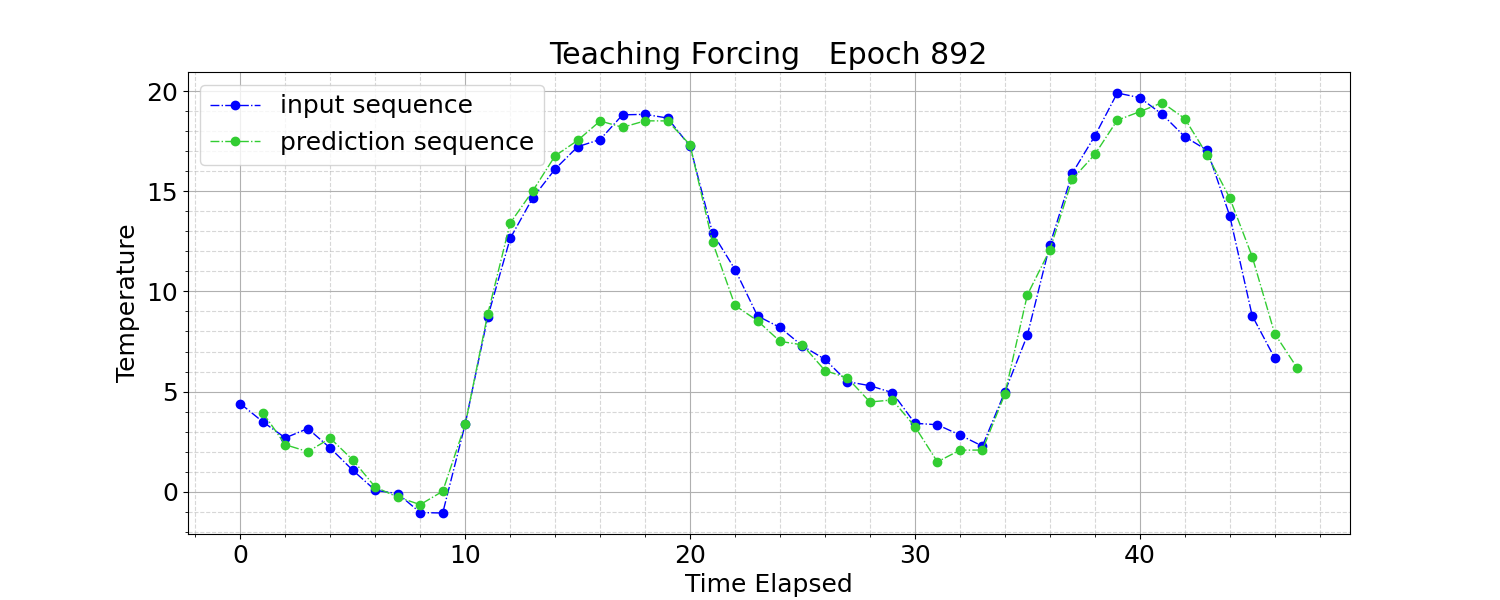 Teaching Forcing   Epoch 892
input sequence
prediction sequence
Temperature
20
15
10
5
0
0 10 20 30 40
Time Elapsed